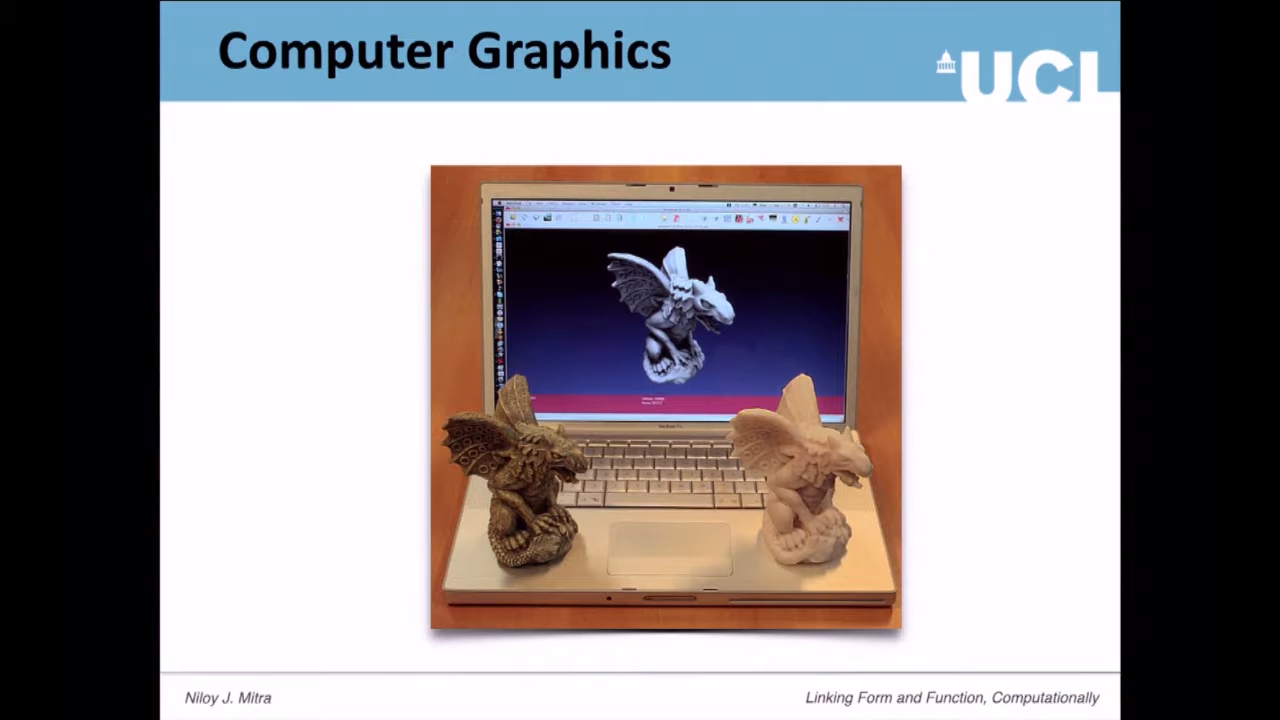 Computer Graphics
UCL
Niloy J. Mitra
Linking Form and Function, Computationally